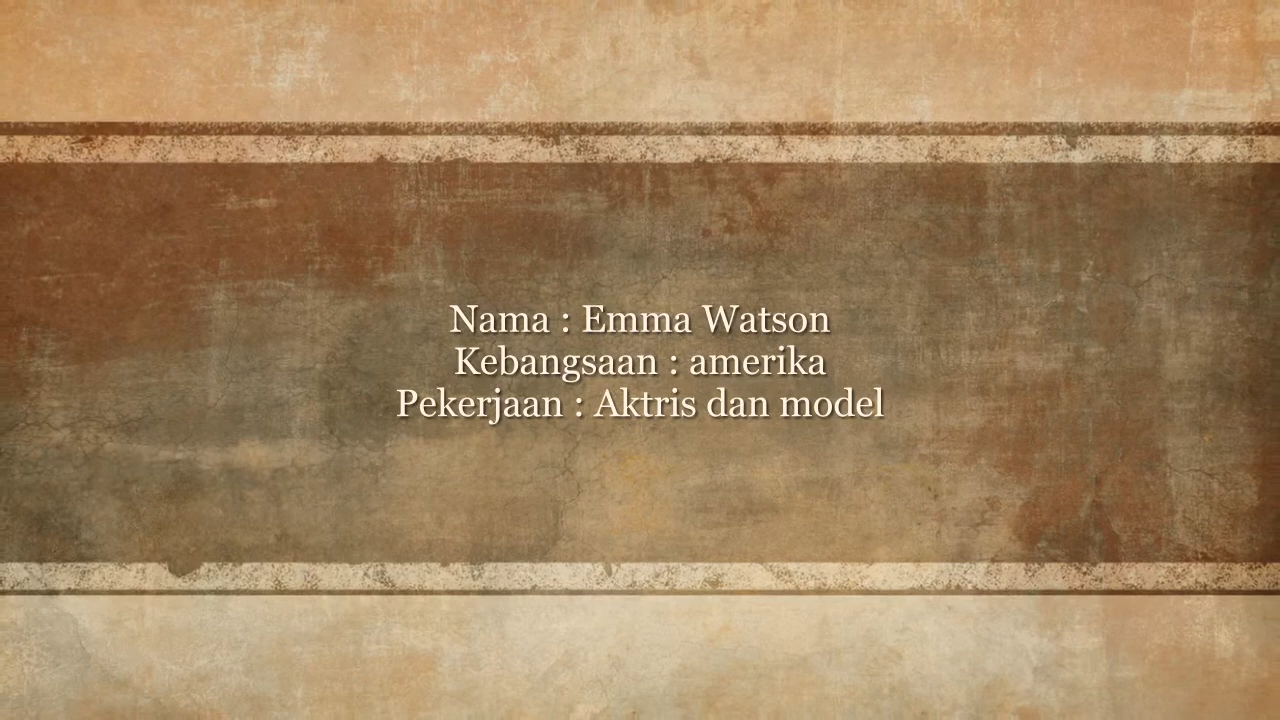 Nama : Emma Watson
Kebangsaan : amerika
Pekerjaan : Aktris dan model